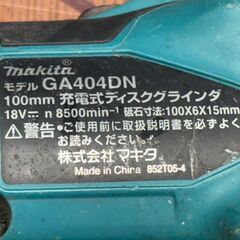 makita
モデル GA404DN
100mm 充電式ディスクグラインダ
18V⎓ n 8500min⁻¹ 砥石寸法:100X6X15mm
警告 使用前に必ず取扱説明書をお
読みください。
株式会社 マキタ
Made in China 852T05-4